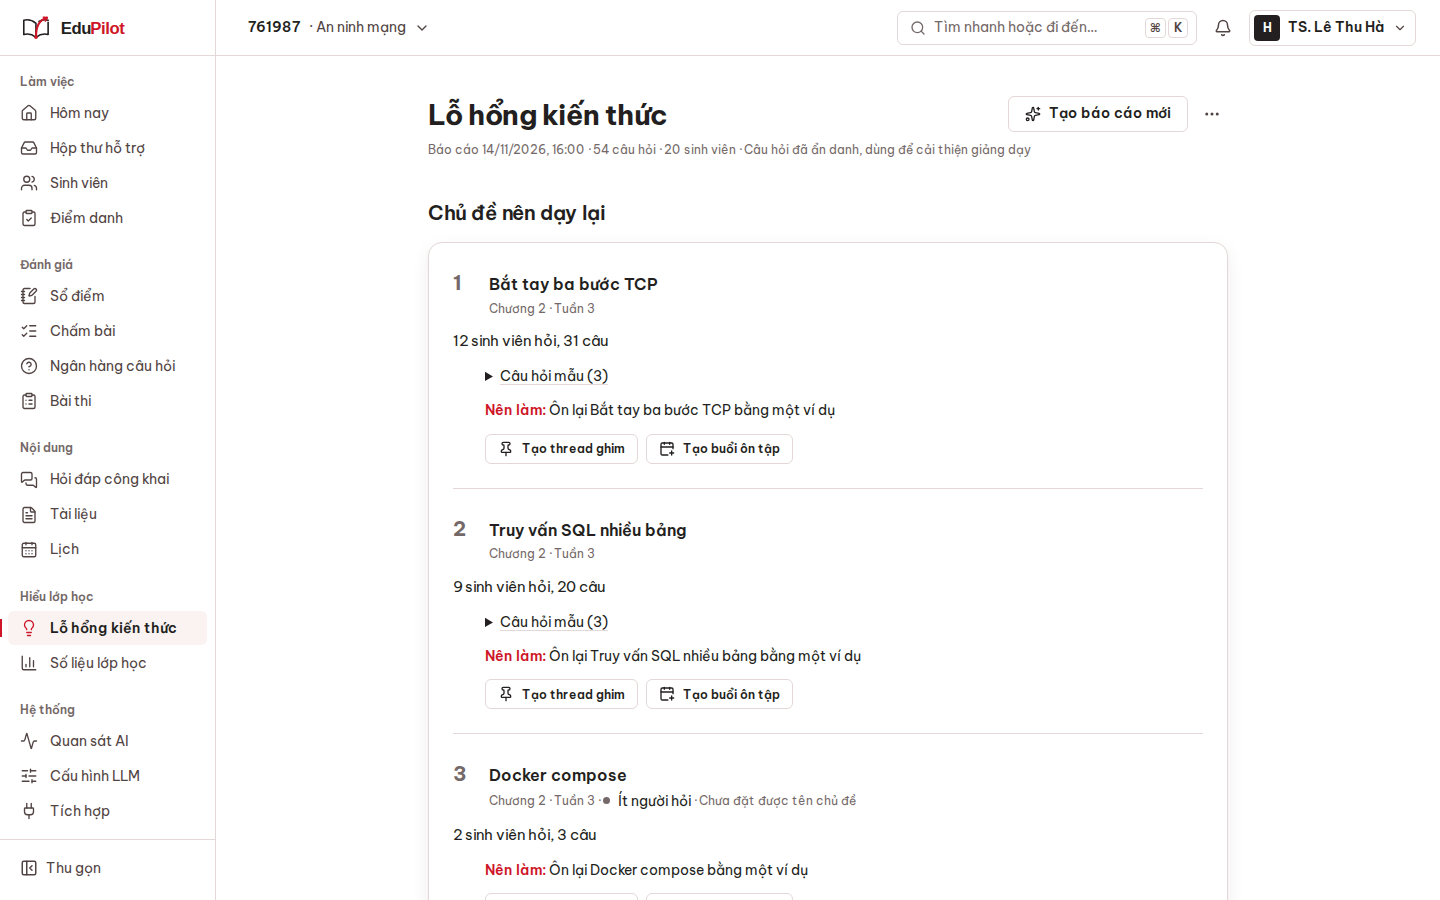 EduPilot
761987 · An ninh mạng
Tìm nhanh hoặc đi đến...
⌘ K
H
TS. Lê Thu Hà
Làm việc
Hôm nay
Hộp thư hỗ trợ
Sinh viên
Điểm danh
Đánh giá
Sổ điểm
Chấm bài
Ngân hàng câu hỏi
Bài thi
Nội dung
Hỏi đáp công khai
Tài liệu
Lịch
Hiểu lớp học
Lỗ hổng kiến thức
Số liệu lớp học
Hệ thống
Quan sát AI
Cấu hình LLM
Tích hợp
Thu gọn
Lỗ hổng kiến thức
Tạo báo cáo mới
Báo cáo 14/11/2026, 16:00 · 54 câu hỏi · 20 sinh viên · Câu hỏi đã ẩn danh, dùng để cải thiện giảng dạy
Chủ đề nên dạy lại
1 Bắt tay ba bước TCP
Chương 2 · Tuần 3
12 sinh viên hỏi, 31 câu
Câu hỏi mẫu (3)
Nên làm: Ôn lại Bắt tay ba bước TCP bằng một ví dụ
Tạo thread ghim
Tạo buổi ôn tập
2 Truy vấn SQL nhiều bảng
Chương 2 · Tuần 3
9 sinh viên hỏi, 20 câu
Câu hỏi mẫu (3)
Nên làm: Ôn lại Truy vấn SQL nhiều bảng bằng một ví dụ
Tạo thread ghim
Tạo buổi ôn tập
3 Docker compose
Chương 2 · Tuần 3 · Ít người hỏi · Chưa đặt được tên chủ đề
2 sinh viên hỏi, 3 câu
Nên làm: Ôn lại Docker compose bằng một ví dụ